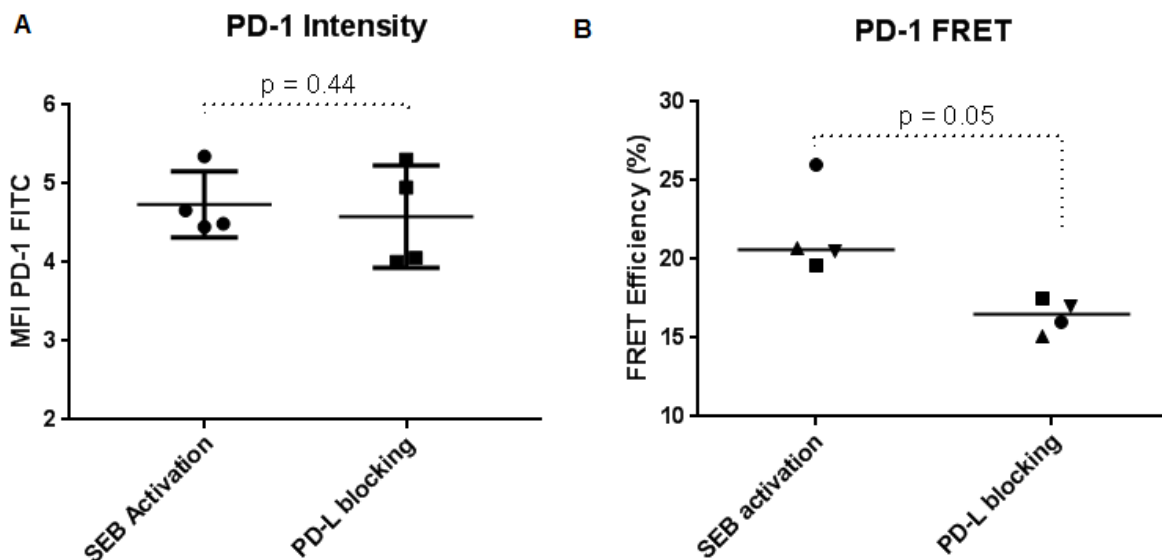 A
PD-1 Intensity
p = 0.44
MFI PD-1 FITC
6
5
4
3
2
SEB Activation
PD-L blocking
B
PD-1 FRET
p = 0.05
FRET Efficiency (%)
30
25
20
15
10
SEB activation
PD-L blocking